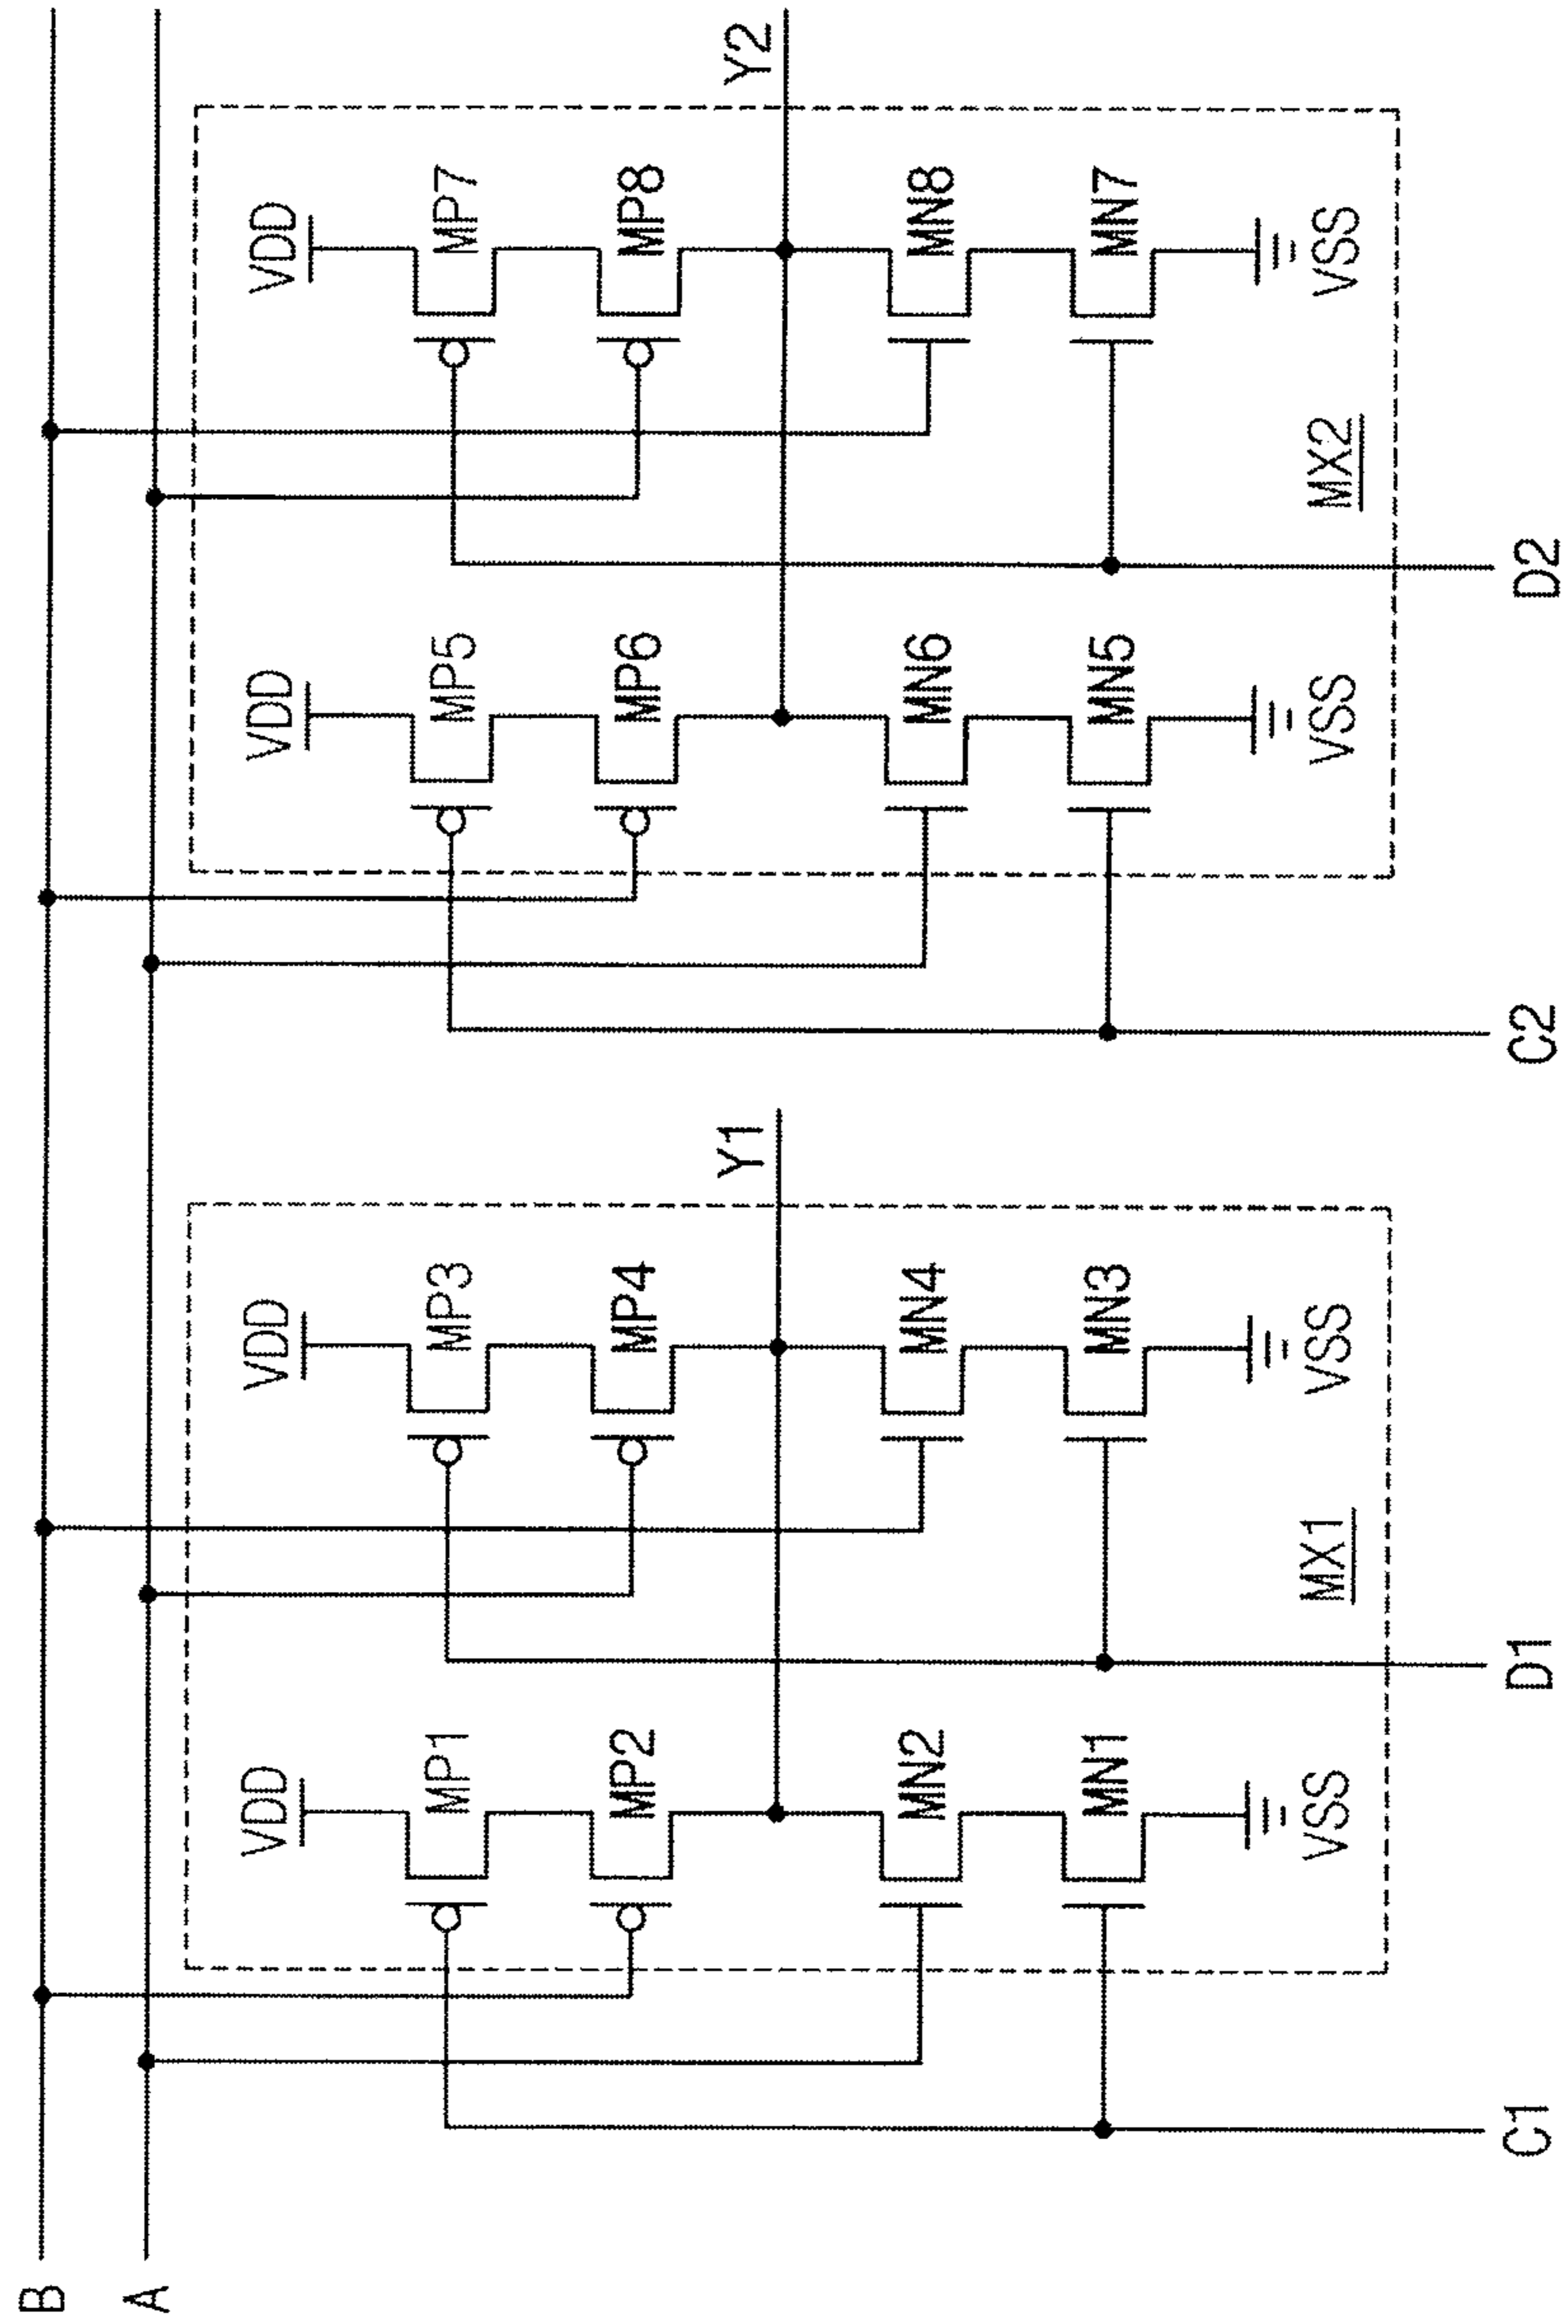 B
A
VDD
VDD
VDD
VDD
MP1
MP3
MP5
MP7
MP2
MP4
MP6
MP8
Y1
Y2
MN2
MN4
MN6
MN8
MN1
MN3
MN5
MN7
VSS
VSS
VSS
VSS
MX1
MX2
C1
D1
C2
D2